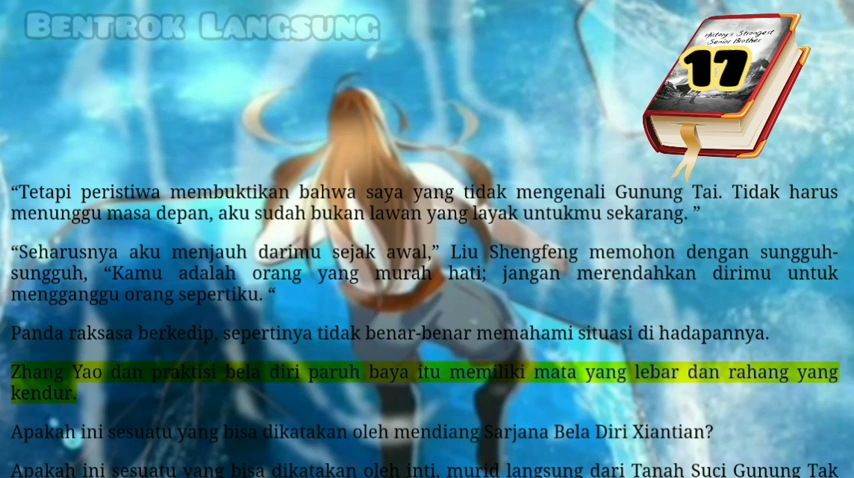 Bentrok Langsung
History's Strongest
Senior Brother
17
“Tetapi peristiwa membuktikan bahwa saya yang tidak mengenali Gunung Tai. Tidak harus
menunggu masa depan, aku sudah bukan lawan yang layak untukmu sekarang. ”
“Seharusnya aku menjauh darimu sejak awal,” Liu Shengfeng memohon dengan sungguh-
sungguh, “Kamu adalah orang yang murah hati; jangan merendahkan dirimu untuk
mengganggu orang sepertiku. “
Panda raksasa berkedip, sepertinya tidak benar-benar memahami situasi di hadapannya.
Zhang Yao dan praktisi bela diri paruh baya itu memiliki mata yang lebar dan rahang yang
kendur.
Apakah ini sesuatu yang bisa dikatakan oleh mendiang Sarjana Bela Diri Xiantian?
Apakah ini sesuatu yang bisa dikatakan oleh inti, murid langsung dari Tanah Suci Gunung Tak